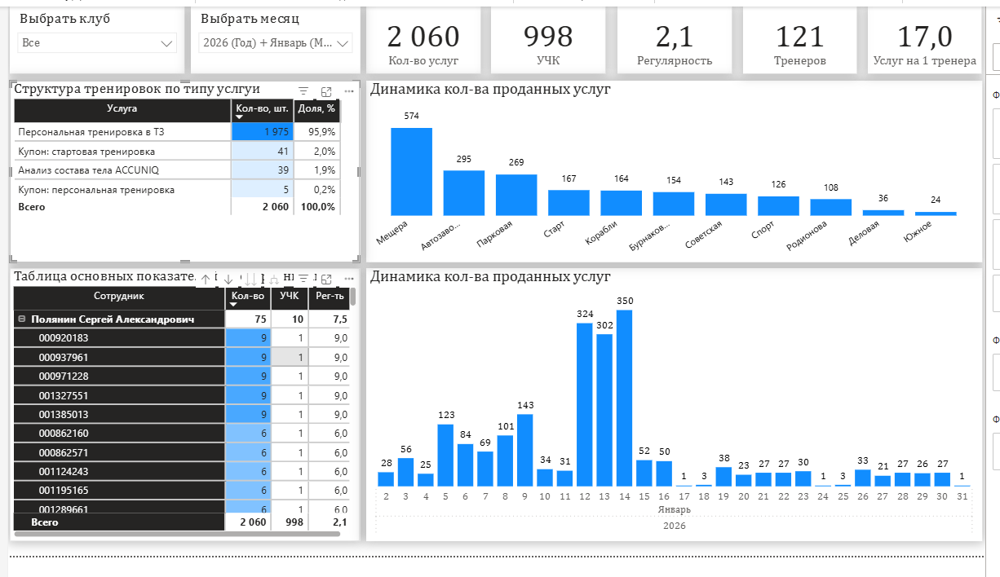 Выбрать клуб
Все
Выбрать месяц
2026 (Год) + Январь (М...
2 060
Кол-во услуг
998
УЧК
2,1
Регулярность
121
Тренеров
17,0
Услуг на 1 тренера
Структура тренировок по типу услгуи
Услуга Кол-во, шт. Доля, %
Персональная тренировка в ТЗ 1 975 95,9%
Купон: стартовая тренировка 41 2,0%
Анализ состава тела ACCUNIQ 39 1,9%
Купон: персональная тренировка 5 0,2%
Всего 2 060 100,0%
Динамика кол-ва проданных услуг
574 295 269 167 164 154 143 126 108 36 24
Мещера Автозаво... Парковая Старт Корабли Бурнаков... Советская Спорт Родионова Деловая Южное
Таблица основных показате
Сотрудник Кол-во УЧК Рег-ть
Полянин Сергей Александрович 75 10 7,5
000920183 9 1 9,0
000937961 9 1 9,0
000971228 9 1 9,0
001327551 9 1 9,0
001385013 9 1 9,0
000862160 6 1 6,0
000862571 6 1 6,0
001124243 6 1 6,0
001195165 6 1 6,0
001289661 6 1 6,0
Всего 2 060 998 2,1
Динамика кол-ва проданных услуг
28 56 25 123 84 69 101 143 34 31 324 302 350 52 50 1 3 38 23 27 27 30 1 3 33 21 27 26 27 1
2 3 4 5 6 7 8 9 10 11 12 13 14 15 16 17 18 19 20 21 22 23 24 25 26 27 28 29 30 31
Январь
2026